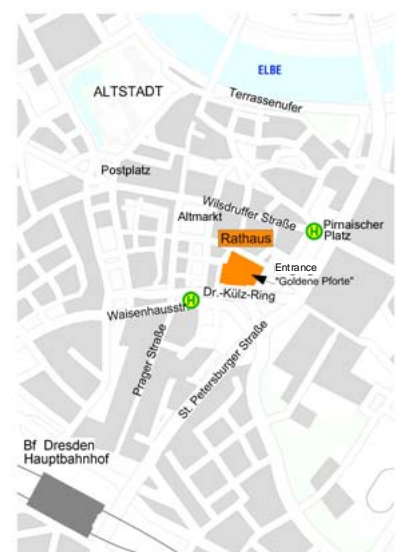 ELBE
ALTSTADT
Terrassenufer
Postplatz
Wilsdruffer Straße
Altmarkt
H
Pirnaischer
Platz
Rathaus
Entrance
"Goldene Pforte"
Dr.-Külz-Ring
H
Waisenhausstr.
Prager Straße
St. Petersburger Straße
Bf Dresden
Hauptbahnhof